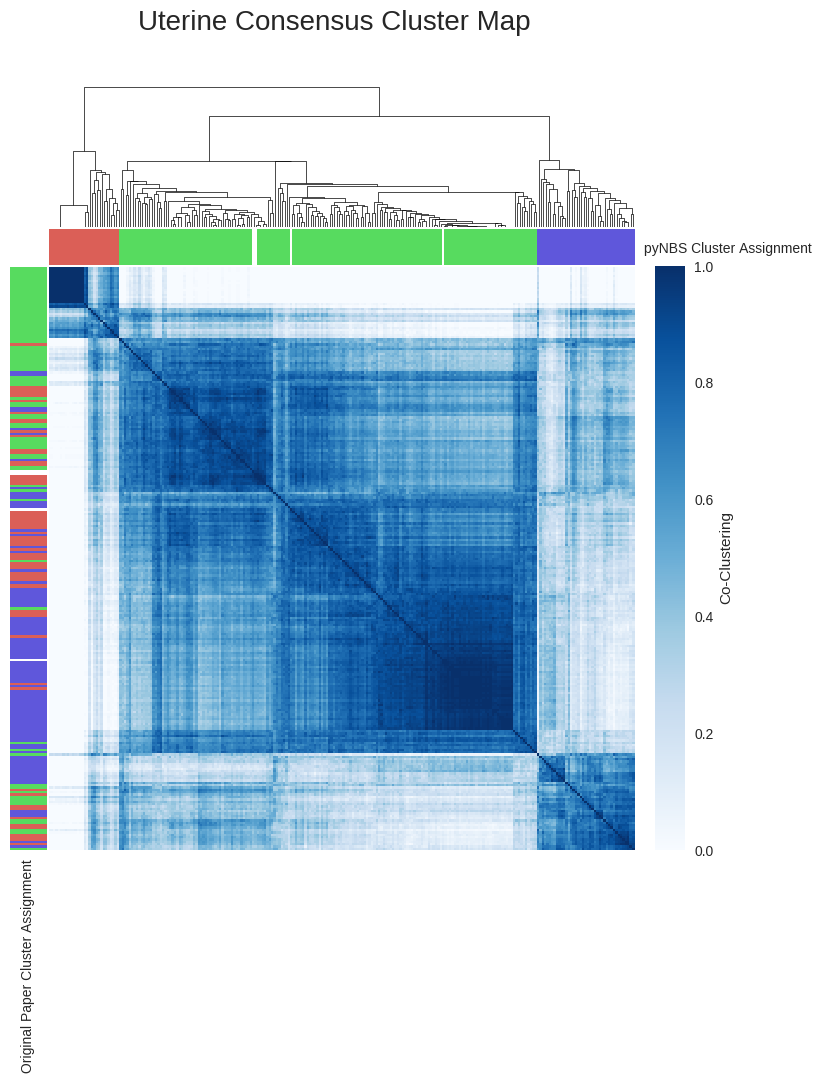 Uterine Consensus Cluster Map
pyNBS Cluster Assignment
1.0
0.8
0.6
0.4
0.2
0.0
Co-Clustering
Original Paper Cluster Assignment